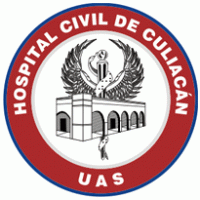 HOSPITAL CIVIL DE CULIACÁN
UAS